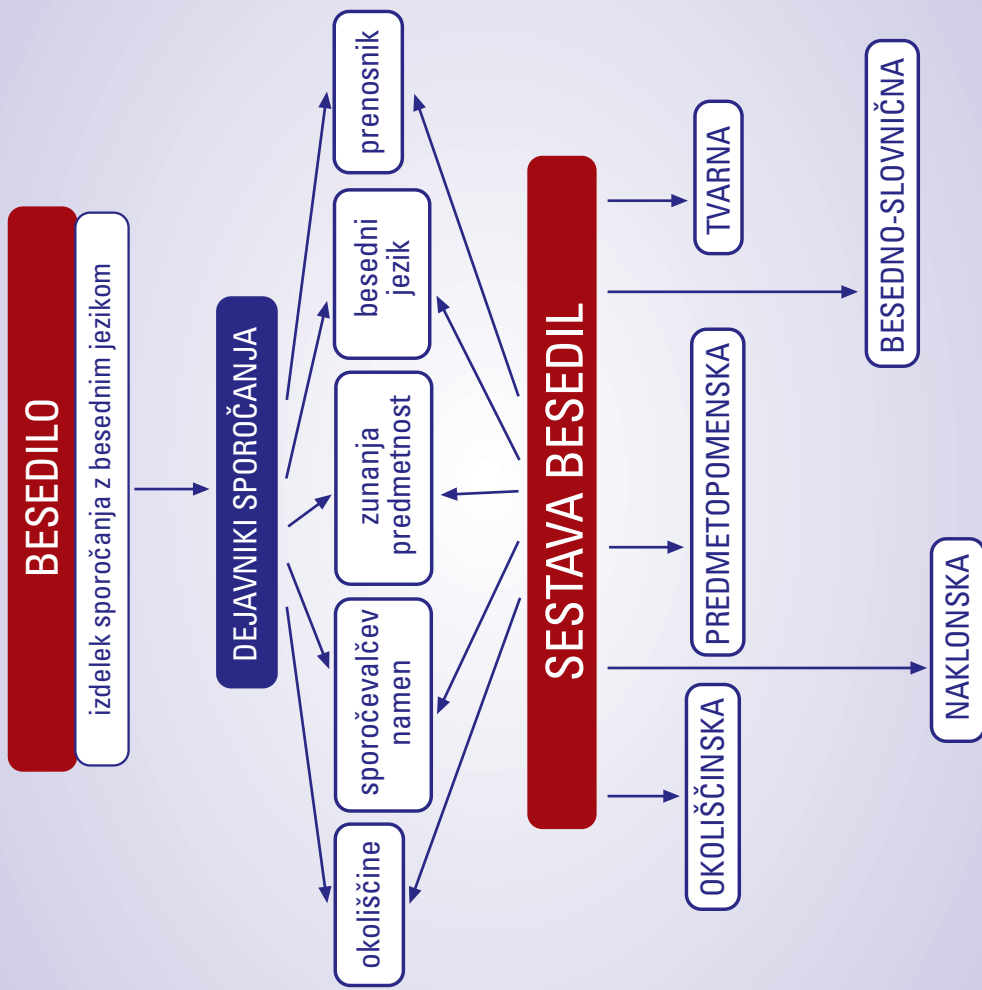 BESEDILO
izdelek sporočanja z besednim jezikom
DEJAVNIKI SPOROČANJA
okoliščine
sporočevalčev
namen
zunanja
predmetnost
besedni
jezik
prenosnik
SESTAVA BESEDIL
OKOLIŠČINSKA
NAKLONSKA
PREDMETOPOMENSKA
BESEDNO-SLOVNIČNA
TVARNA